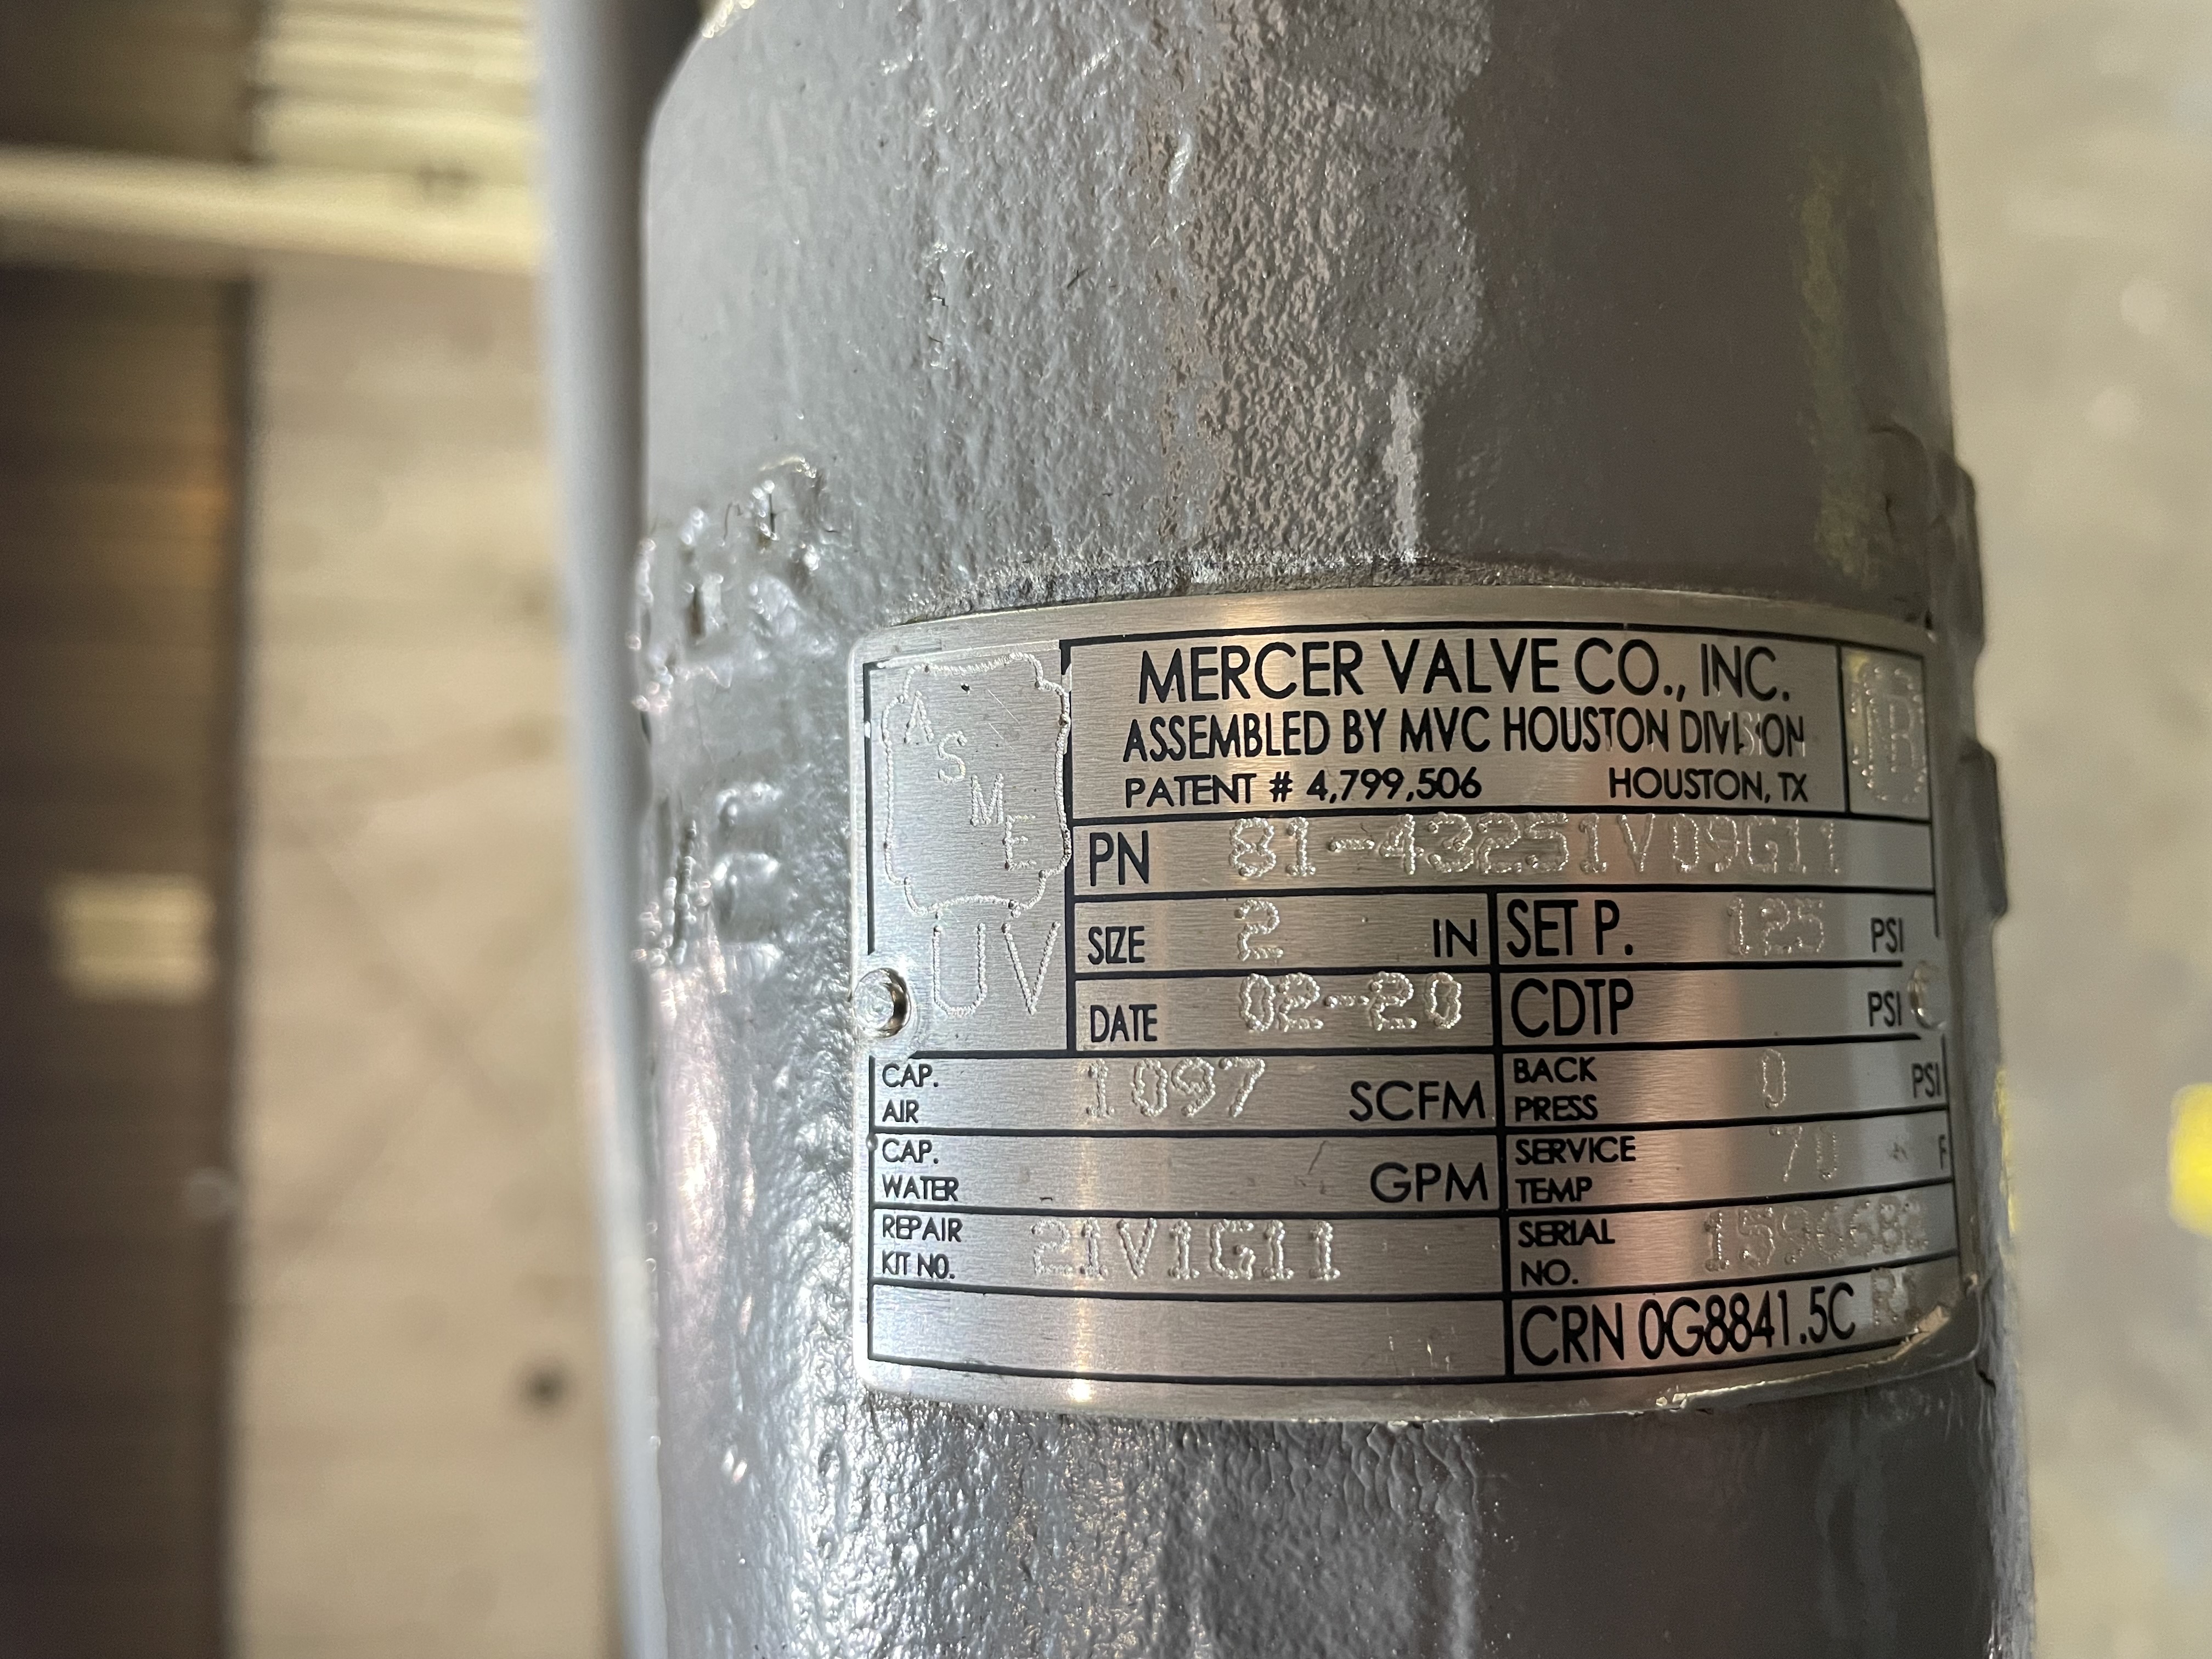 MERCER VALVE CO., INC.
ASSEMBLED BY MVC HOUSTON DIVISION
PATENT # 4,799,506 HOUSTON, TX
ASME
UV
PN 81-43251V09G11
SIZE 2 IN
SET P. 125 PSI
DATE 02-20
CDTP PSI
CAP. AIR 1097 SCFM
BACK PRESS 0 PSI
CAP. WATER GPM
SERVICE TEMP 70 F
REPAIR KIT NO. 21V1G11
SERIAL NO.
CRN 0G8841.5C